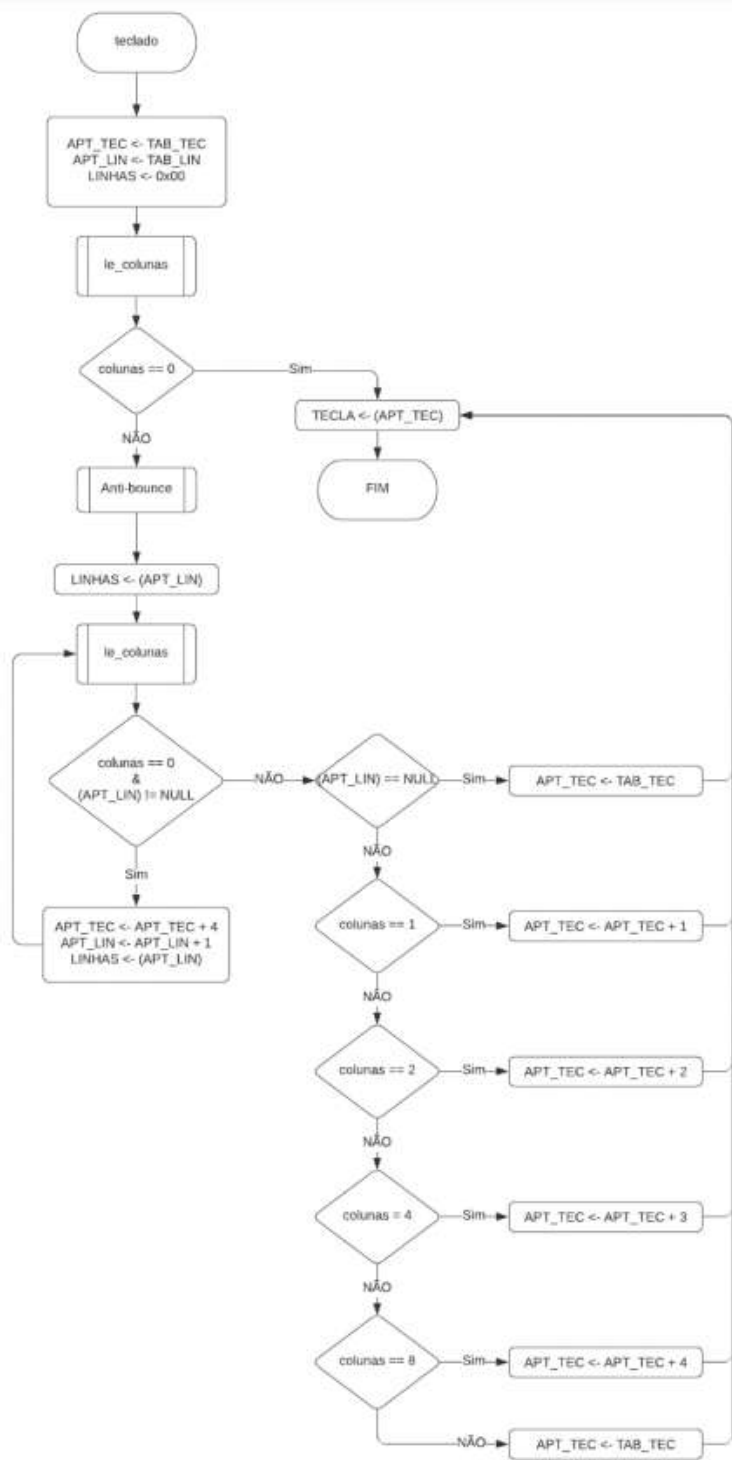 teclado
APT_TEC <- TAB_TEC
APT_LIN <- TAB_LIN
LINHAS <- 0x00
le_colunas
colunas == 0
Sim
TECLA <- (APT_TEC)
NÃO
FIM
Anti-bounce
LINHAS <- (APT_LIN)
le_colunas
colunas == 0
&
(APT_LIN) != NULL
NÃO
(APT_LIN) == NULL
Sim
APT_TEC <- TAB_TEC
Sim
APT_TEC <- APT_TEC + 4
APT_LIN <- APT_LIN + 1
LINHAS <- (APT_LIN)
NÃO
colunas == 1
Sim
APT_TEC <- APT_TEC + 1
NÃO
colunas == 2
Sim
APT_TEC <- APT_TEC + 2
NÃO
colunas = 4
Sim
APT_TEC <- APT_TEC + 3
NÃO
colunas == 8
Sim
APT_TEC <- APT_TEC + 4
NÃO
APT_TEC <- TAB_TEC